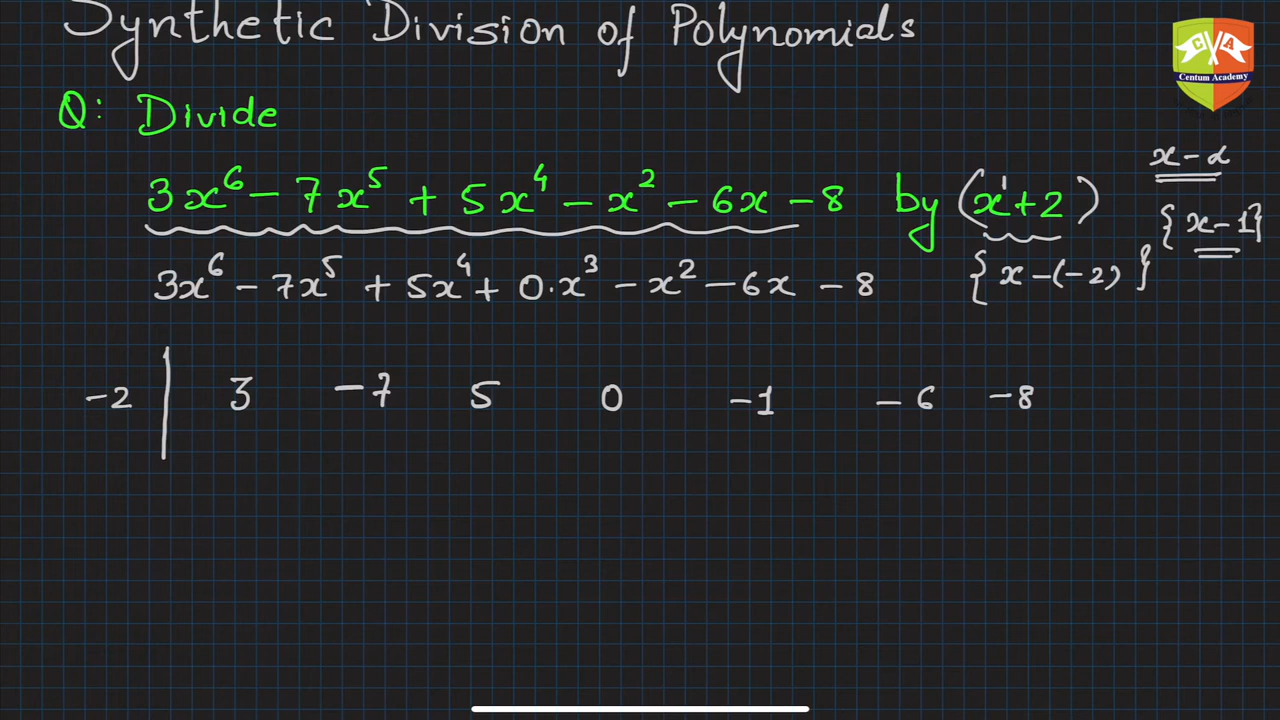 Synthetic Division of Polynomials
C A
Centum Academy
Q: Divide
3x⁶ - 7x⁵ + 5x⁴ - x² - 6x - 8 by (x¹+2)
x - α
{x - 1}
3x⁶ - 7x⁵ + 5x⁴ + 0·x³ - x² - 6x - 8
{x - (-2)}
-2 | 3 -7 5 0 -1 -6 -8